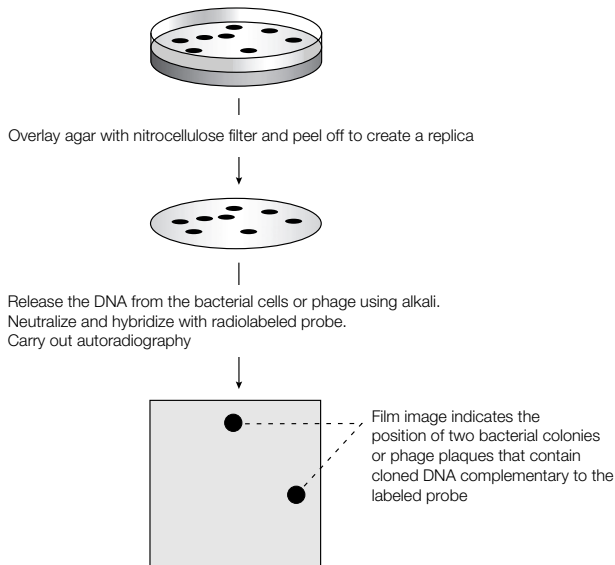 Overlay agar with nitrocellulose filter and peel off to create a replica
Release the DNA from the bacterial cells or phage using alkali.
Neutralize and hybridize with radiolabeled probe.
Carry out autoradiography
Film image indicates the
position of two bacterial colonies
or phage plaques that contain
cloned DNA complementary to the
labeled probe